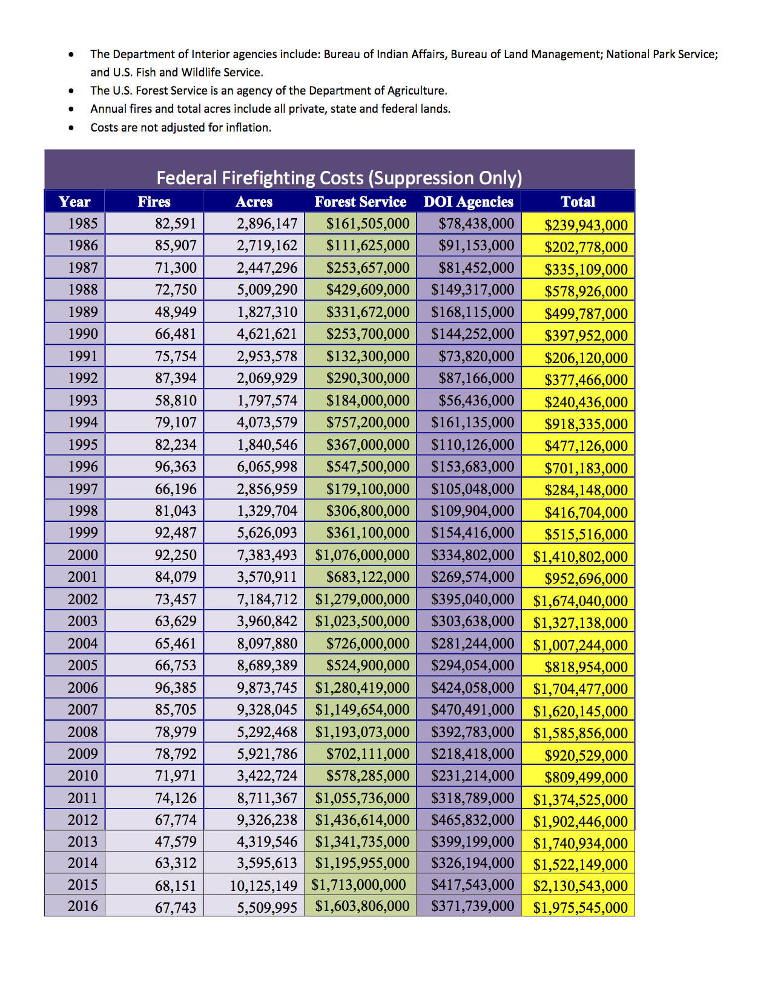 • The Department of Interior agencies include: Bureau of Indian Affairs, Bureau of Land Management; National Park Service;
and U.S. Fish and Wildlife Service.
• The U.S. Forest Service is an agency of the Department of Agriculture.
• Annual fires and total acres include all private, state and federal lands.
• Costs are not adjusted for inflation.
Federal Firefighting Costs (Suppression Only)
Year Fires Acres Forest Service DOI Agencies Total
1985 82,591 2,896,147 $161,505,000 $78,438,000 $239,943,000
1986 85,907 2,719,162 $111,625,000 $91,153,000 $202,778,000
1987 71,300 2,447,296 $253,657,000 $81,452,000 $335,109,000
1988 72,750 5,009,290 $429,609,000 $149,317,000 $578,926,000
1989 48,949 1,827,310 $331,672,000 $168,115,000 $499,787,000
1990 66,481 4,621,621 $253,700,000 $144,252,000 $397,952,000
1991 75,754 2,953,578 $132,300,000 $73,820,000 $206,120,000
1992 87,394 2,069,929 $290,300,000 $87,166,000 $377,466,000
1993 58,810 1,797,574 $184,000,000 $56,436,000 $240,436,000
1994 79,107 4,073,579 $757,200,000 $161,135,000 $918,335,000
1995 82,234 1,840,546 $367,000,000 $110,126,000 $477,126,000
1996 96,363 6,065,998 $547,500,000 $153,683,000 $701,183,000
1997 66,196 2,856,959 $179,100,000 $105,048,000 $284,148,000
1998 81,043 1,329,704 $306,800,000 $109,904,000 $416,704,000
1999 92,487 5,626,093 $361,100,000 $154,416,000 $515,516,000
2000 92,250 7,383,493 $1,076,000,000 $334,802,000 $1,410,802,000
2001 84,079 3,570,911 $683,122,000 $269,574,000 $952,696,000
2002 73,457 7,184,712 $1,279,000,000 $395,040,000 $1,674,040,000
2003 63,629 3,960,842 $1,023,500,000 $303,638,000 $1,327,138,000
2004 65,461 8,097,880 $726,000,000 $281,244,000 $1,007,244,000
2005 66,753 8,689,389 $524,900,000 $294,054,000 $818,954,000
2006 96,385 9,873,745 $1,280,419,000 $424,058,000 $1,704,477,000
2007 85,705 9,328,045 $1,149,654,000 $470,491,000 $1,620,145,000
2008 78,979 5,292,468 $1,193,073,000 $392,783,000 $1,585,856,000
2009 78,792 5,921,786 $702,111,000 $218,418,000 $920,529,000
2010 71,971 3,422,724 $578,285,000 $231,214,000 $809,499,000
2011 74,126 8,711,367 $1,055,736,000 $318,789,000 $1,374,525,000
2012 67,774 9,326,238 $1,436,614,000 $465,832,000 $1,902,446,000
2013 47,579 4,319,546 $1,341,735,000 $399,199,000 $1,740,934,000
2014 63,312 3,595,613 $1,195,955,000 $326,194,000 $1,522,149,000
2015 68,151 10,125,149 $1,713,000,000 $417,543,000 $2,130,543,000
2016 67,743 5,509,995 $1,603,806,000 $371,739,000 $1,975,545,000